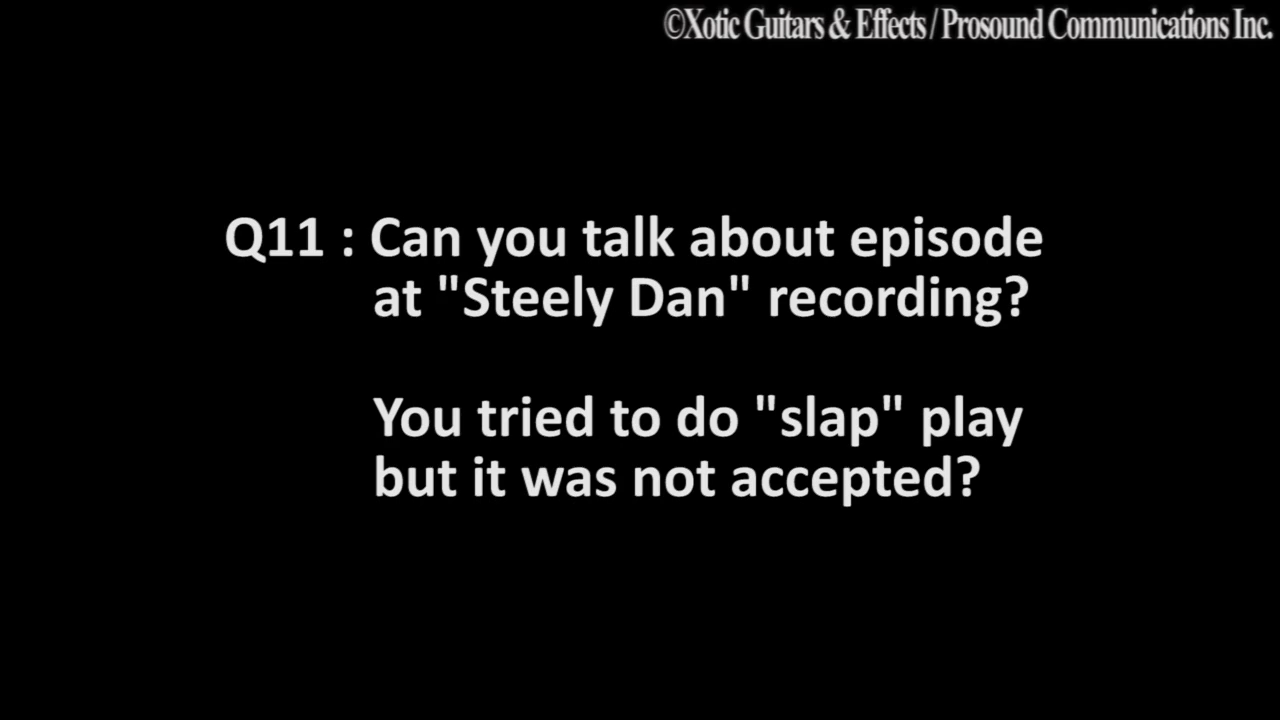 ©Xotic Guitars & Effects / Prosound Communications Inc.
Q11 : Can you talk about episode
at "Steely Dan" recording?
You tried to do "slap" play
but it was not accepted?